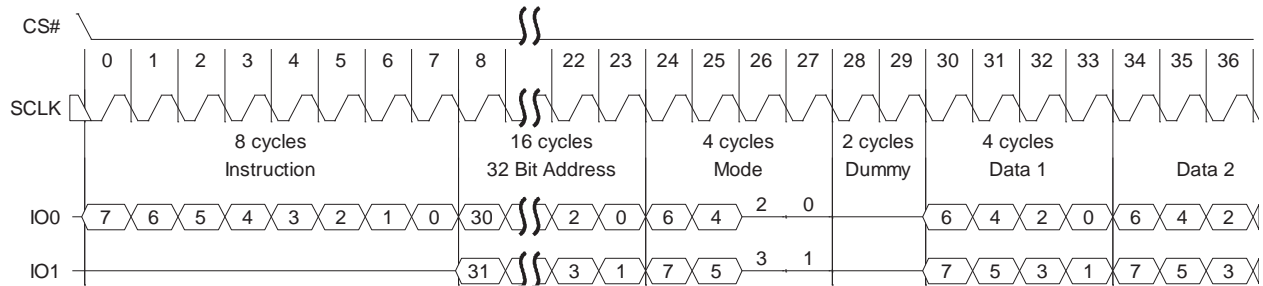 CS#
0 1 2 3 4 5 6 7 8 22 23 24 25 26 27 28 29 30 31 32 33 34 35 36
SCLK
8 cycles 16 cycles 4 cycles 2 cycles 4 cycles
Instruction 32 Bit Address Mode Dummy Data 1 Data 2
IO0 7 6 5 4 3 2 1 0 30 2 0 6 4 2 0 6 4 2 0 6 4 2
IO1 31 3 1 7 5 3 1 7 5 3 1 7 5 3